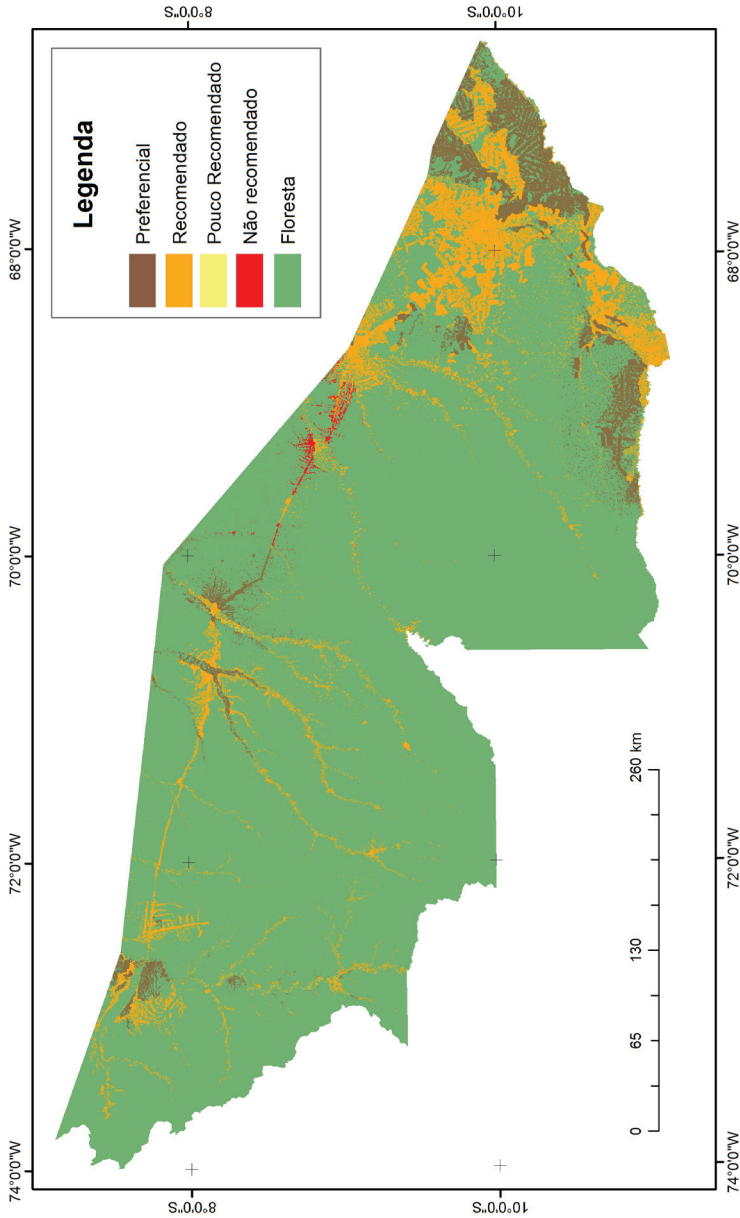 74°0'0"W
72°0'0"W
70°0'0"W
68°0'0"W
Legenda
Preferencial
Recomendado
Pouco Recomendado
Não recomendado
Floresta
8°0'0"S
8°0'0"S
10°0'0"S
10°0'0"S
0 65 130 260 km
74°0'0"W
72°0'0"W
70°0'0"W
68°0'0"W